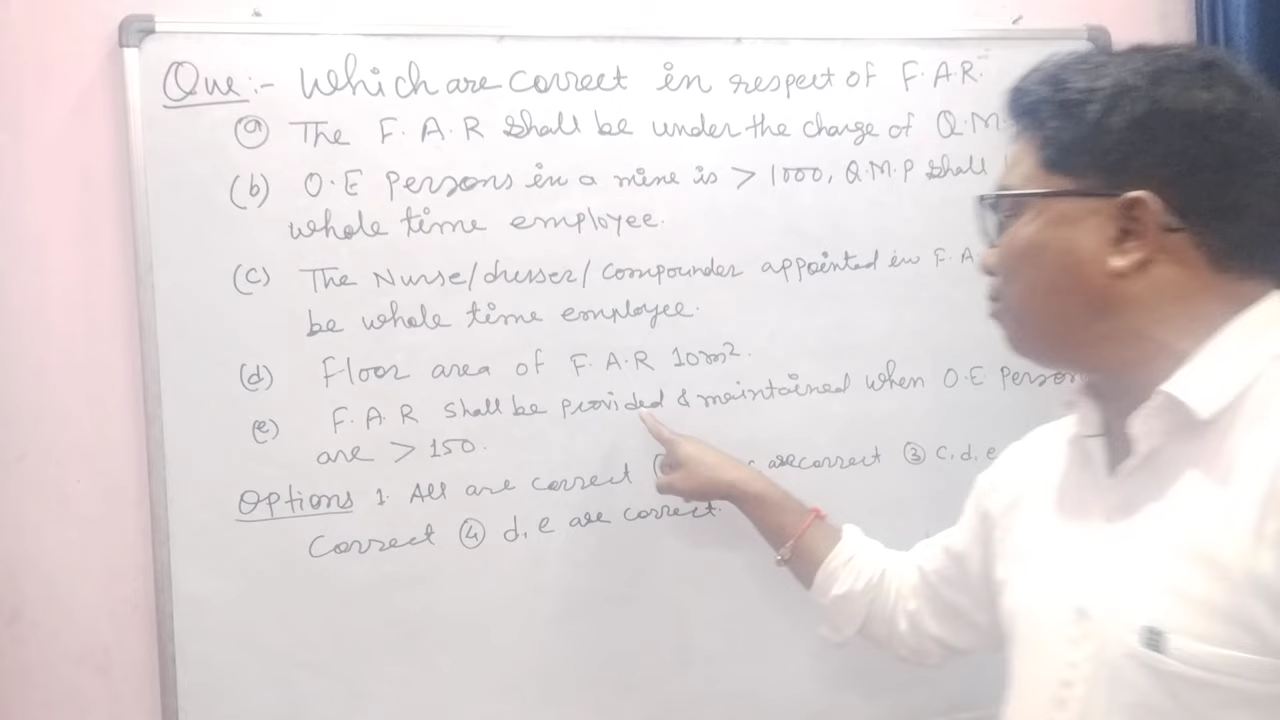 Que:- Which are correct in respect of F.A.R.
(a) The F.A.R shall be under the charge of Q.M.
(b) O.E persons in a mine is > 1000, Q.M.P shall
whole time employee.
(c) The Nurse/dresser/compounder appointed in F.A.
be whole time employee.
(d) Floor area of F.A.R 10m².
(e) F.A.R shall be provided & maintained when O.E person
are > 150.
Options 1. All are correct are correct ③ c, d, e
correct ④ d, e are correct.